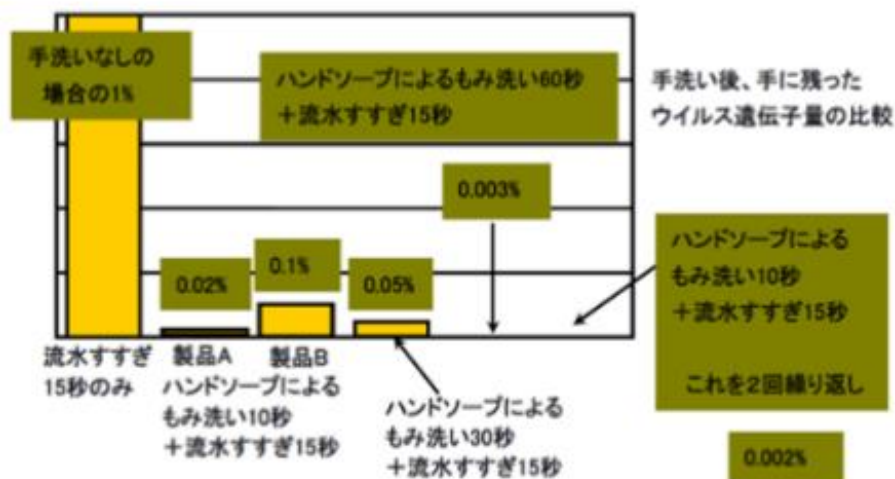 手洗いなしの
場合の1%
ハンドソープによるもみ洗い60秒
+流水すすぎ15秒
手洗い後、手に残った
ウイルス遺伝子量の比較
0.003%
ハンドソープによる
もみ洗い10秒
+流水すすぎ15秒
これを2回繰り返し
0.002%
0.02%
0.1%
0.05%
流水すすぎ
15秒のみ
製品A
製品B
ハンドソープによる
もみ洗い10秒
+流水すすぎ15秒
ハンドソープによる
もみ洗い30秒
+流水すすぎ15秒